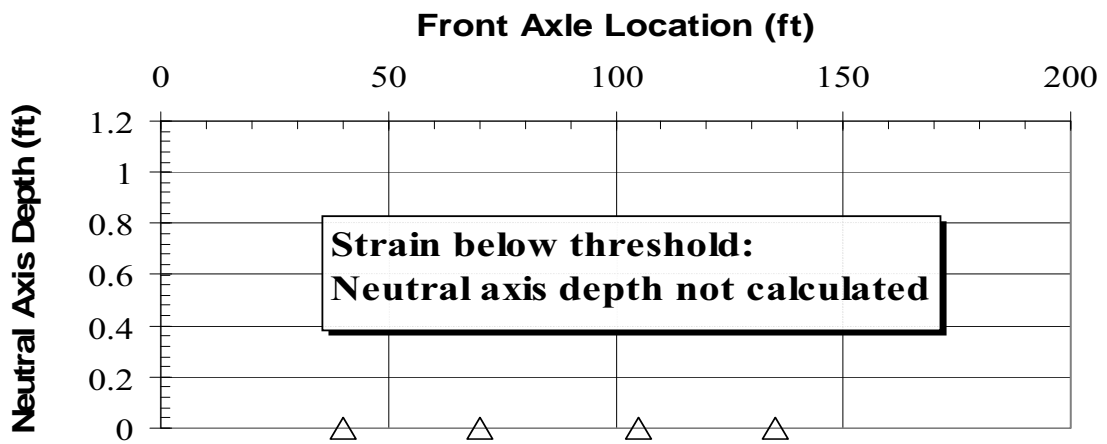 Front Axle Location (ft)
0 50 100 150 200
Neutral Axis Depth (ft)
1.2
1
0.8
0.6
0.4
0.2
0
Strain below threshold:
Neutral axis depth not calculated